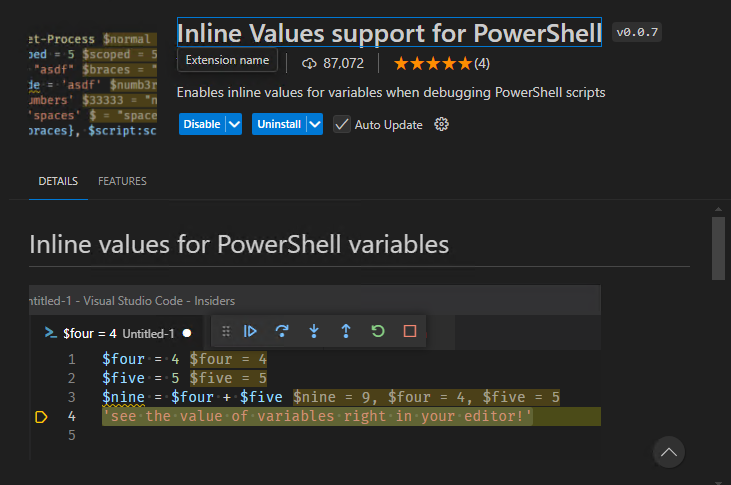 Inline Values support for PowerShell v0.0.7
et-Process $normal
ped = 5 $scoped = 5
"asdf" $braces = "
de = 'asdf' $numb3r
umbers' $33333 = "n
'spaces' $ = "space
braces}, $script:sc
Extension name
87,072
(4)
Enables inline values for variables when debugging PowerShell scripts
Disable
Uninstall
Auto Update
DETAILS
FEATURES
Inline values for PowerShell variables
ntitled-1 - Visual Studio Code - Insiders
$four = 4 Untitled-1
1 $four = 4 $four = 4
2 $five = 5 $five = 5
3 $nine = $four + $five $nine = 9, $four = 4, $five = 5
4 'see the value of variables right in your editor!'
5